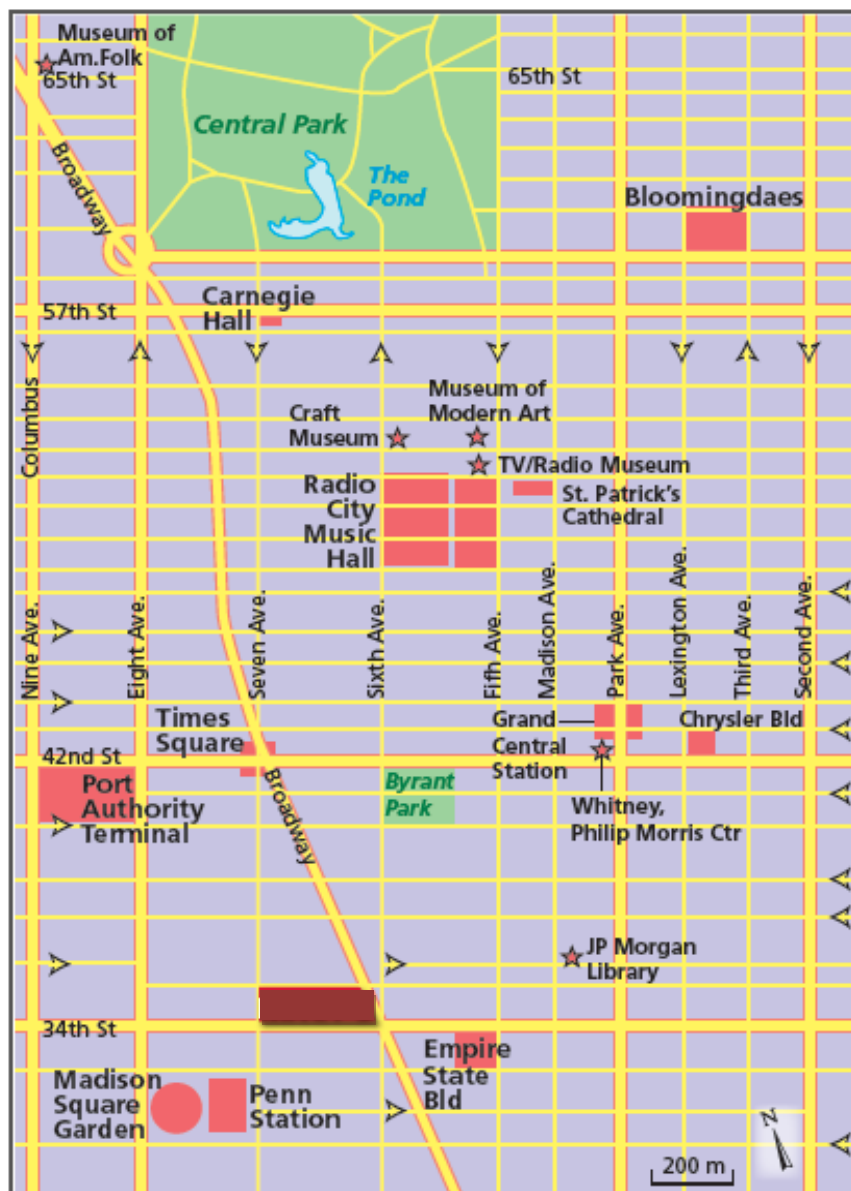 Museum of
Am.Folk
65th St
65th St
Central Park
The
Pond
Broadway
Bloomingdaes
Carnegie
Hall
57th St
Columbus
Museum of
Modern Art
Craft
Museum
TV/Radio Museum
Radio
City
Music
Hall
St. Patrick's
Cathedral
Nine Ave.
Eight Ave.
Seven Ave.
Sixth Ave.
Fifth Ave.
Madison Ave.
Park Ave.
Lexington Ave.
Third Ave.
Second Ave.
Times
Square
Grand
Central
Station
Chrysler Bld
42nd St
Port
Authority
Terminal
Broadway
Byrant
Park
Whitney,
Philip Morris Ctr
JP Morgan
Library
34th St
Empire
State
Bld
Madison
Square
Garden
Penn
Station
N
200 m